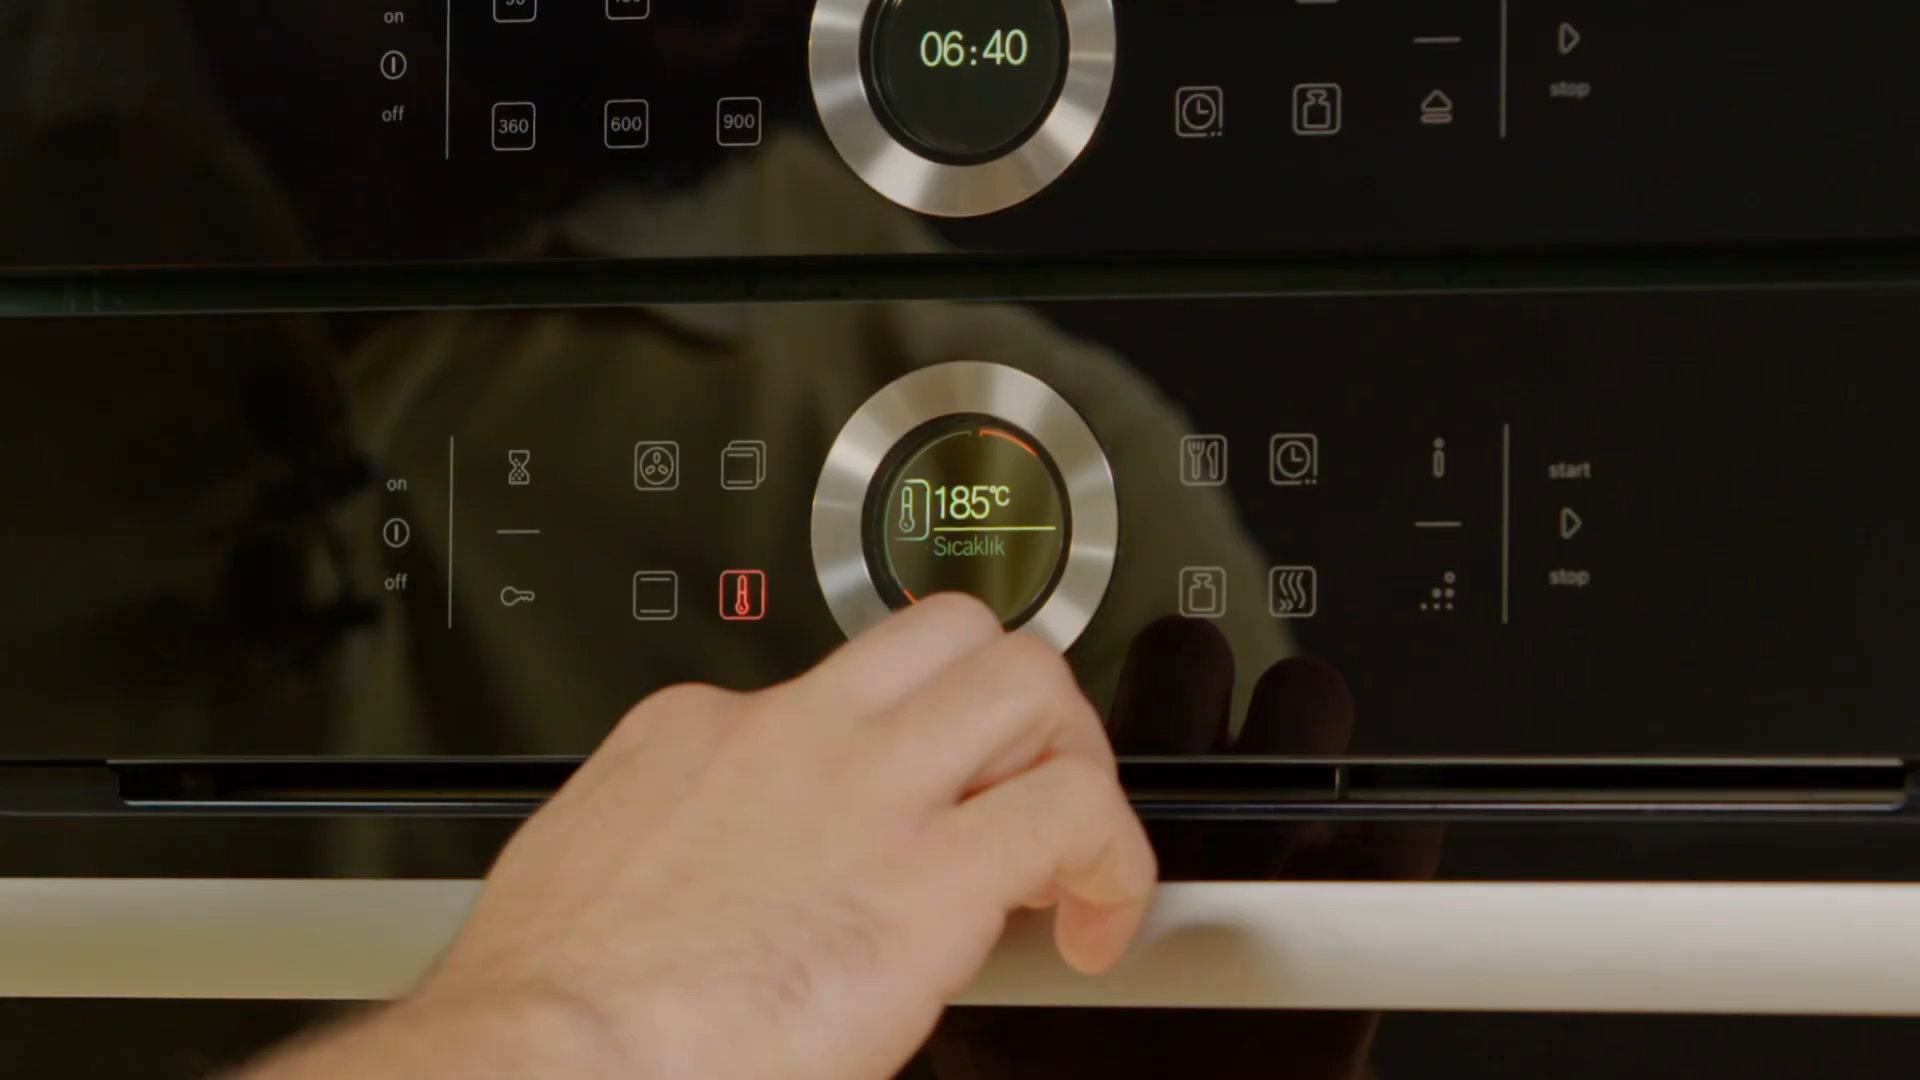 on
off
360
600
900
06:40
stop
on
off
185°C
Sıcaklık
start
stop